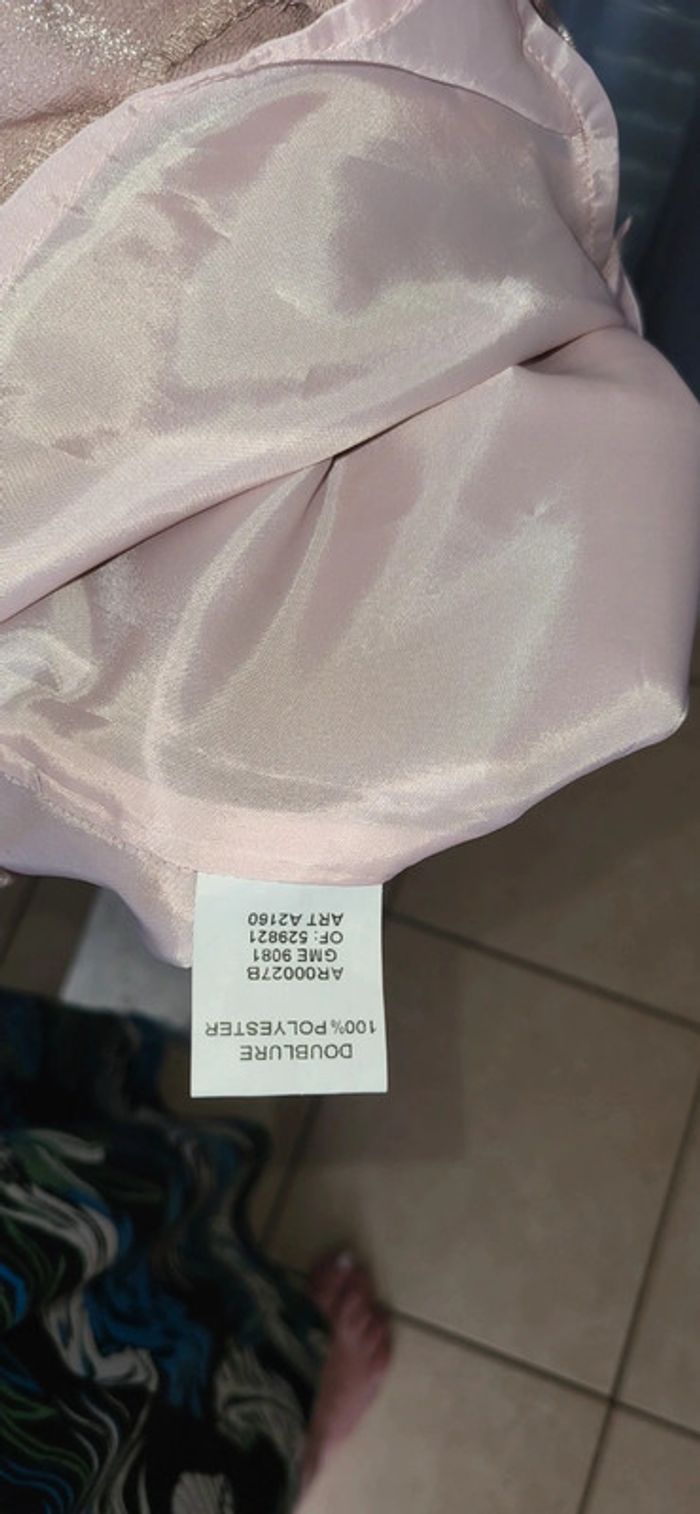 DOUBLURE
100% POLYESTER
AR00027B
GME 9081
OF: 529821
ART A2160